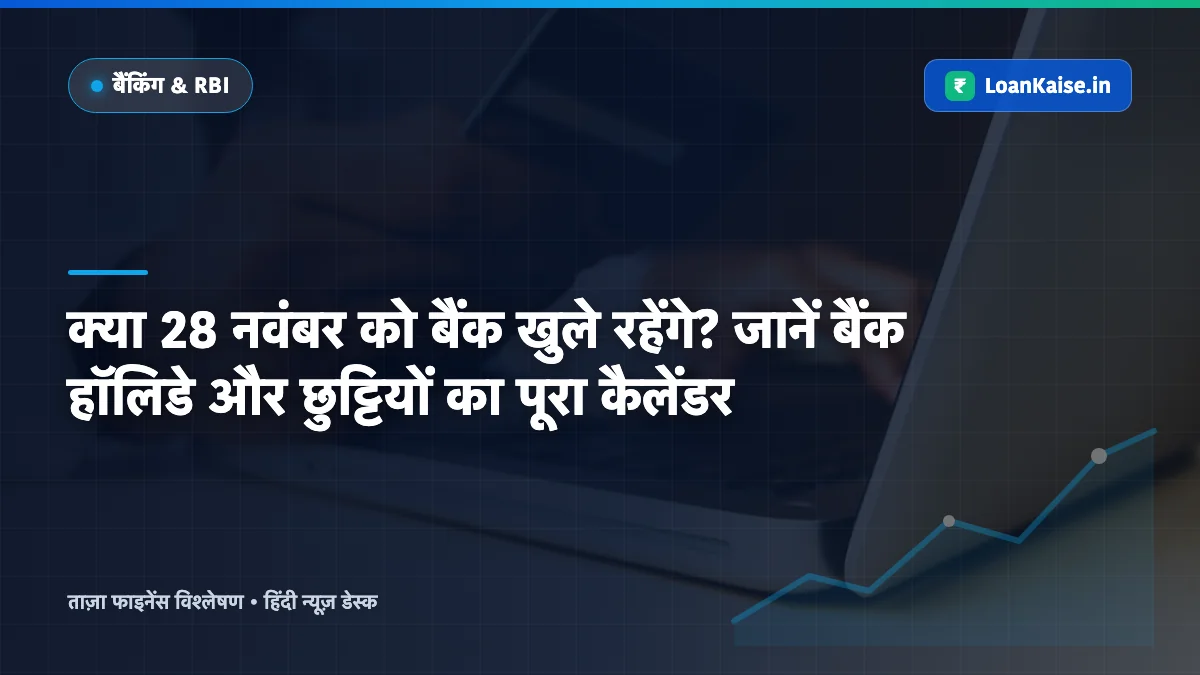 बैंकिंग & RBI
₹ LoanKaise.in
क्या 28 नवंबर को बैंक खुले रहेंगे? जानें बैंक
हॉलिडे और छुट्टियों का पूरा कैलेंडर
ताज़ा फाइनेंस विश्लेषण • हिंदी न्यूज़ डेस्क